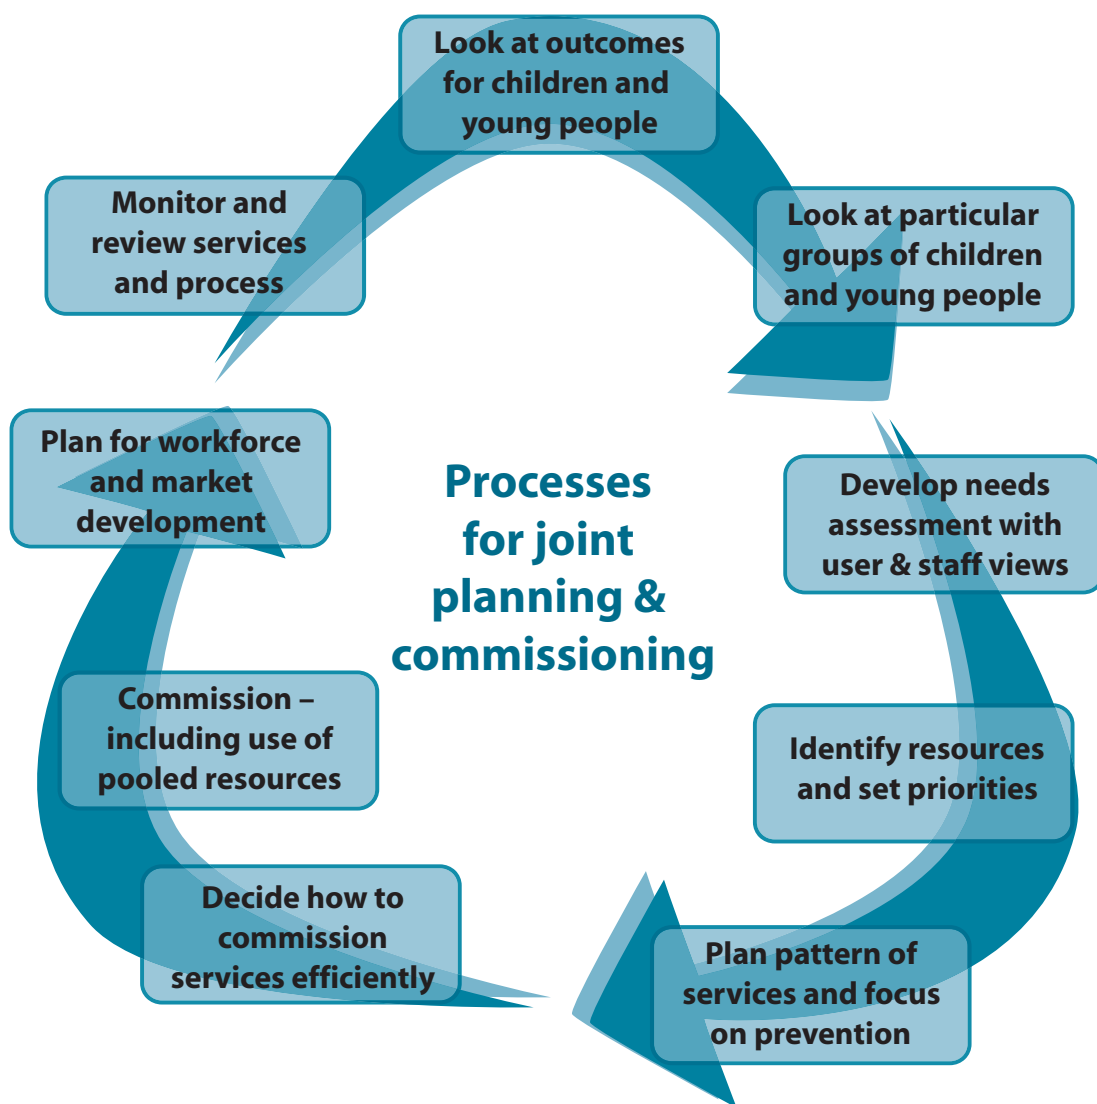 Look at outcomes
for children and
young people
Look at particular
groups of children
and young people
Develop needs
assessment with
user & staff views
Identify resources
and set priorities
Plan pattern of
services and focus
on prevention
Decide how to
commission
services efficiently
Commission –
including use of
pooled resources
Plan for workforce
and market
development
Monitor and
review services
and process
Processes
for joint
planning &
commissioning